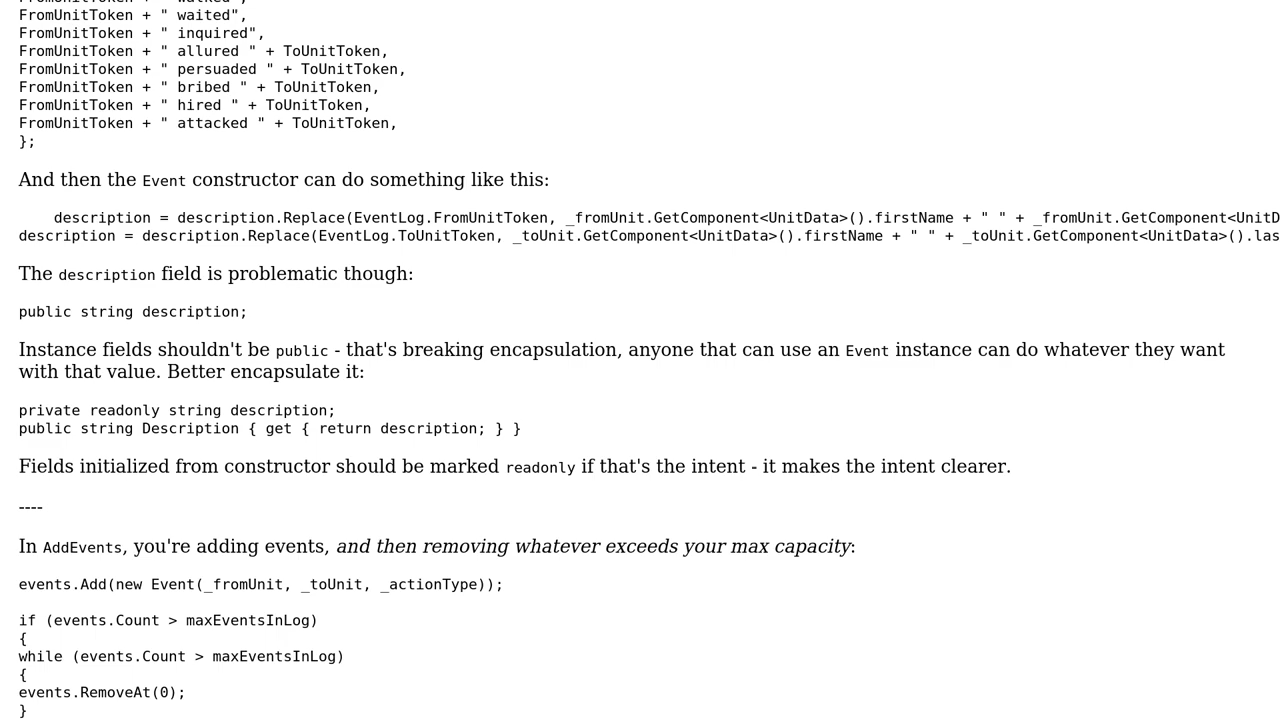 FromUnitToken + " walked",
FromUnitToken + " waited",
FromUnitToken + " inquired",
FromUnitToken + " allured " + ToUnitToken,
FromUnitToken + " persuaded " + ToUnitToken,
FromUnitToken + " bribed " + ToUnitToken,
FromUnitToken + " hired " + ToUnitToken,
FromUnitToken + " attacked " + ToUnitToken,
};
And then the Event constructor can do something like this:
description = description.Replace(EventLog.FromUnitToken, _fromUnit.GetComponent<UnitData>().firstName + " " + _fromUnit.GetComponent<UnitD
description = description.Replace(EventLog.ToUnitToken, _toUnit.GetComponent<UnitData>().firstName + " " + _toUnit.GetComponent<UnitData>().las
The description field is problematic though:
public string description;
Instance fields shouldn't be public - that's breaking encapsulation, anyone that can use an Event instance can do whatever they want
with that value. Better encapsulate it:
private readonly string description;
public string Description { get { return description; } }
Fields initialized from constructor should be marked readonly if that's the intent - it makes the intent clearer.
----
In AddEvents, you're adding events, and then removing whatever exceeds your max capacity:
events.Add(new Event(_fromUnit, _toUnit, _actionType));
if (events.Count > maxEventsInLog)
{
while (events.Count > maxEventsInLog)
{
events.RemoveAt(0);
}